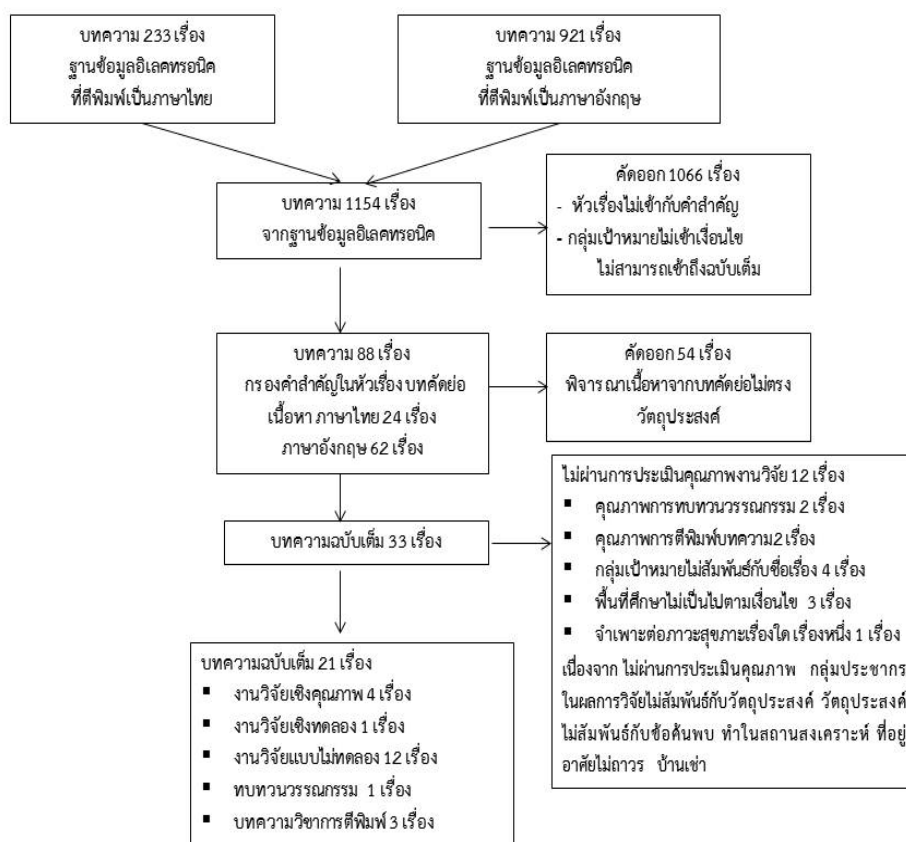 บทความ 233 เรื่อง
ฐานข้อมูลอิเลคทรอนิค
ที่ตีพิมพ์เป็นภาษาไทย
บทความ 921 เรื่อง
ฐานข้อมูลอิเลคทรอนิค
ที่ตีพิมพ์เป็นภาษาอังกฤษ
บทความ 1154 เรื่อง
จากฐานข้อมูลอิเลคทรอนิค
คัดออก 1066 เรื่อง
- หัวเรื่องไม่เข้ากับคำสำคัญ
- กลุ่มเป้าหมายไม่เข้าเงื่อนไข
ไม่สามารถเข้าถึงฉบับเต็ม
บทความ 88 เรื่อง
กรองคำสำคัญในหัวเรื่อง บทคัดย่อ
เนื้อหา ภาษาไทย 24 เรื่อง
ภาษาอังกฤษ 62 เรื่อง
คัดออก 54 เรื่อง
พิจารณาเนื้อหาจากบทคัดย่อไม่ตรง
วัตถุประสงค์
บทความฉบับเต็ม 33 เรื่อง
ไม่ผ่านการประเมินคุณภาพงานวิจัย 12 เรื่อง
▪ คุณภาพการทบทวนวรรณกรรม 2 เรื่อง
▪ คุณภาพการตีพิมพ์บทความ2 เรื่อง
▪ กลุ่มเป้าหมายไม่สัมพันธ์กับชื่อเรื่อง 4 เรื่อง
▪ พื้นที่ศึกษาไม่เป็นไปตามเงื่อนไข 3 เรื่อง
▪ จำเพาะต่อภาวะสุขภาะเรื่องใด เรื่องหนึ่ง 1 เรื่อง
เนื่องจาก ไม่ผ่านการประเมินคุณภาพ กลุ่มประชากร
ในผลการวิจัยไม่สัมพันธ์กับวัตถุประสงค์ วัตถุประสงค์
ไม่สัมพันธ์กับข้อค้นพบ ทำในสถานสงเคราะห์ ที่อยู่
อาศัยไม่ถาวร บ้านเช่า
บทความฉบับเต็ม 21 เรื่อง
▪ งานวิจัยเชิงคุณภาพ 4 เรื่อง
▪ งานวิจัยเชิงทดลอง 1 เรื่อง
▪ งานวิจัยแบบไม่ทดลอง 12 เรื่อง
▪ ทบทวนวรรณกรรม 1 เรื่อง
▪ บทความวิชาการตีพิมพ์ 3 เรื่อง